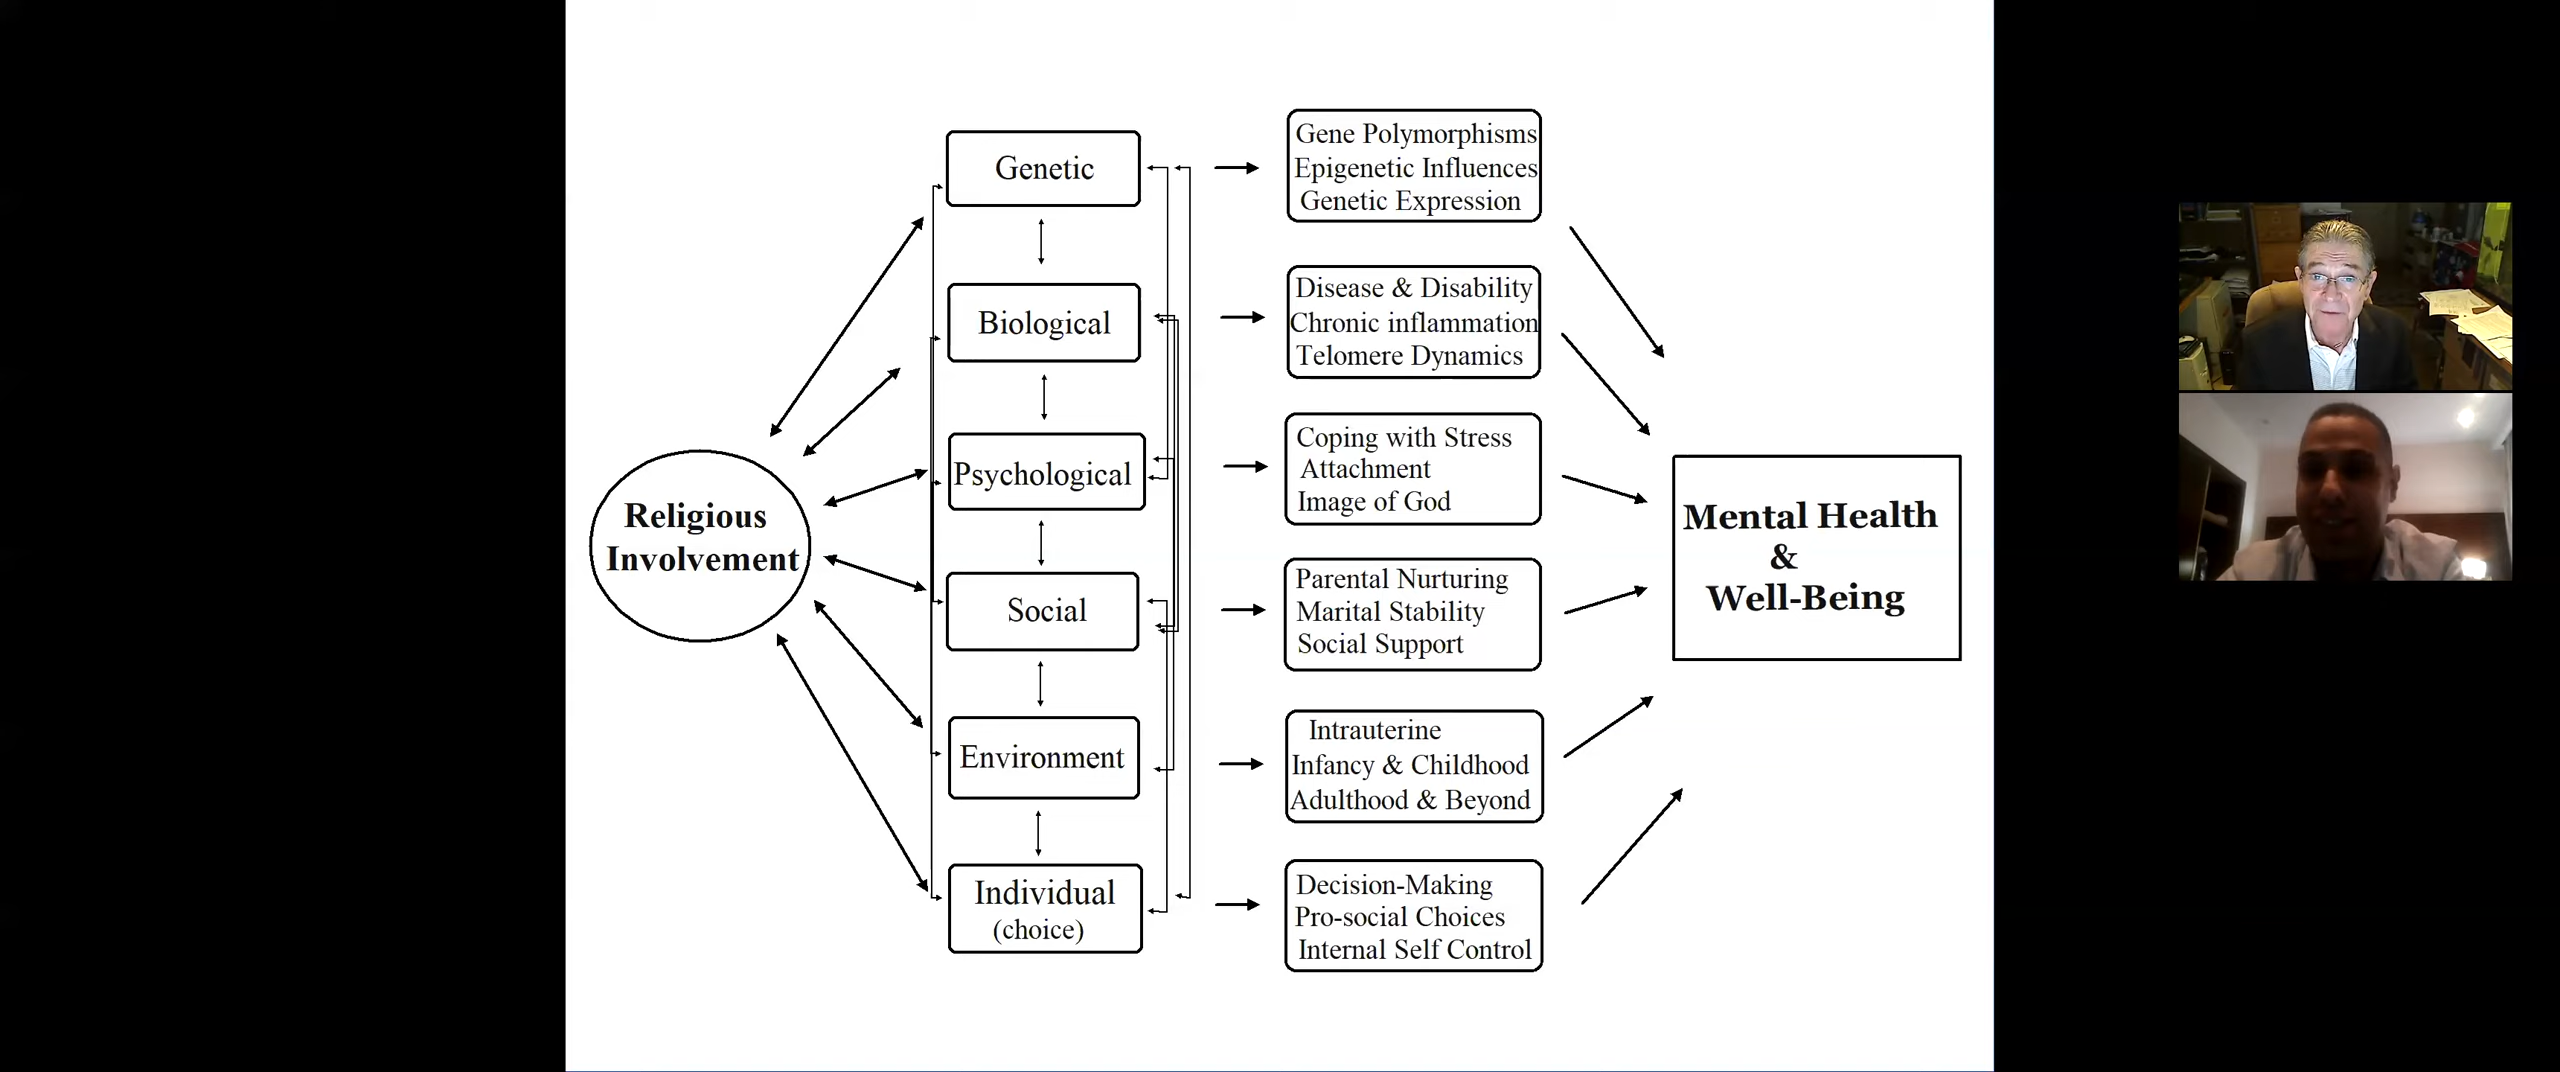 Religious
Involvement
Genetic
Biological
Psychological
Social
Environment
Individual
(choice)
Gene Polymorphisms
Epigenetic Influences
Genetic Expression
Disease & Disability
Chronic inflammation
Telomere Dynamics
Coping with Stress
Attachment
Image of God
Parental Nurturing
Marital Stability
Social Support
Intrauterine
Infancy & Childhood
Adulthood & Beyond
Decision-Making
Pro-social Choices
Internal Self Control
Mental Health
&
Well-Being